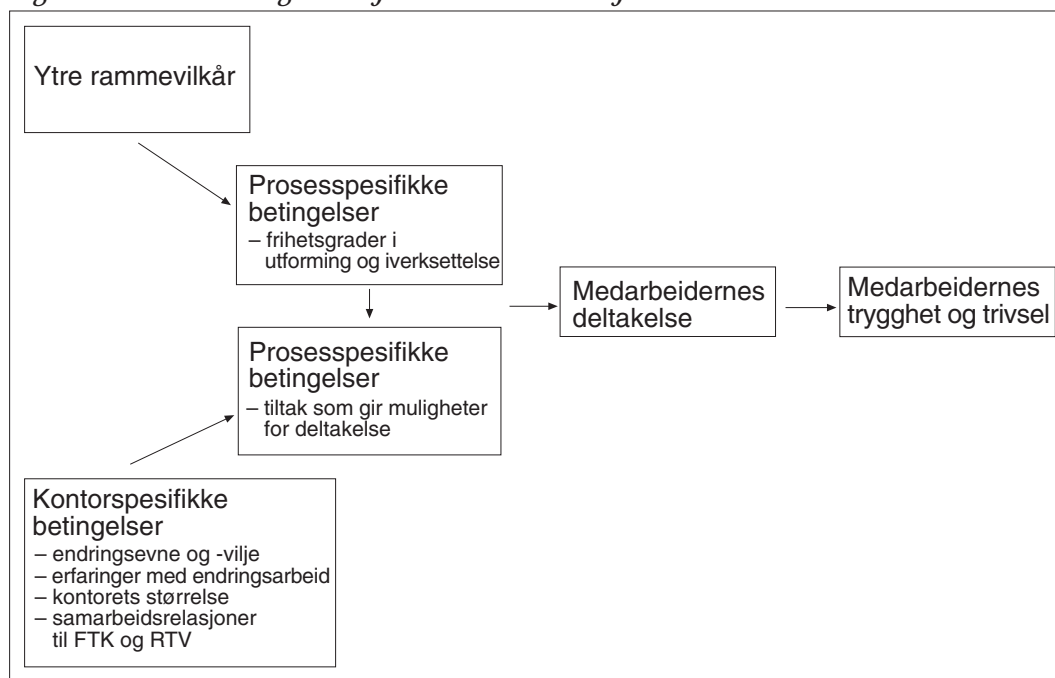 Ytre rammevilkår
Prosesspesifikke
betingelser
– frihetsgrader i
utforming og iverksettelse
Prosesspesifikke
betingelser
– tiltak som gir muligheter
for deltakelse
Medarbeidernes
deltakelse
Medarbeidernes
trygghet og trivsel
Kontorspesifikke
betingelser
– endringsevne og -vilje
– erfaringer med endringsarbeid
– kontorets størrelse
– samarbeidsrelasjoner
til FTK og RTV